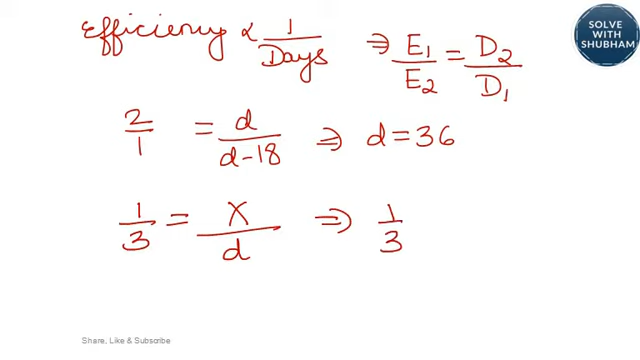 Efficiency ∝ 1/Days ⇒ E₁/E₂ = D₂/D₁
SOLVE WITH SHUBHAM
2/1 = d/(d-18) ⇒ d = 36
1/3 = X/d ⇒ 1/3
Share, Like & Subscribe